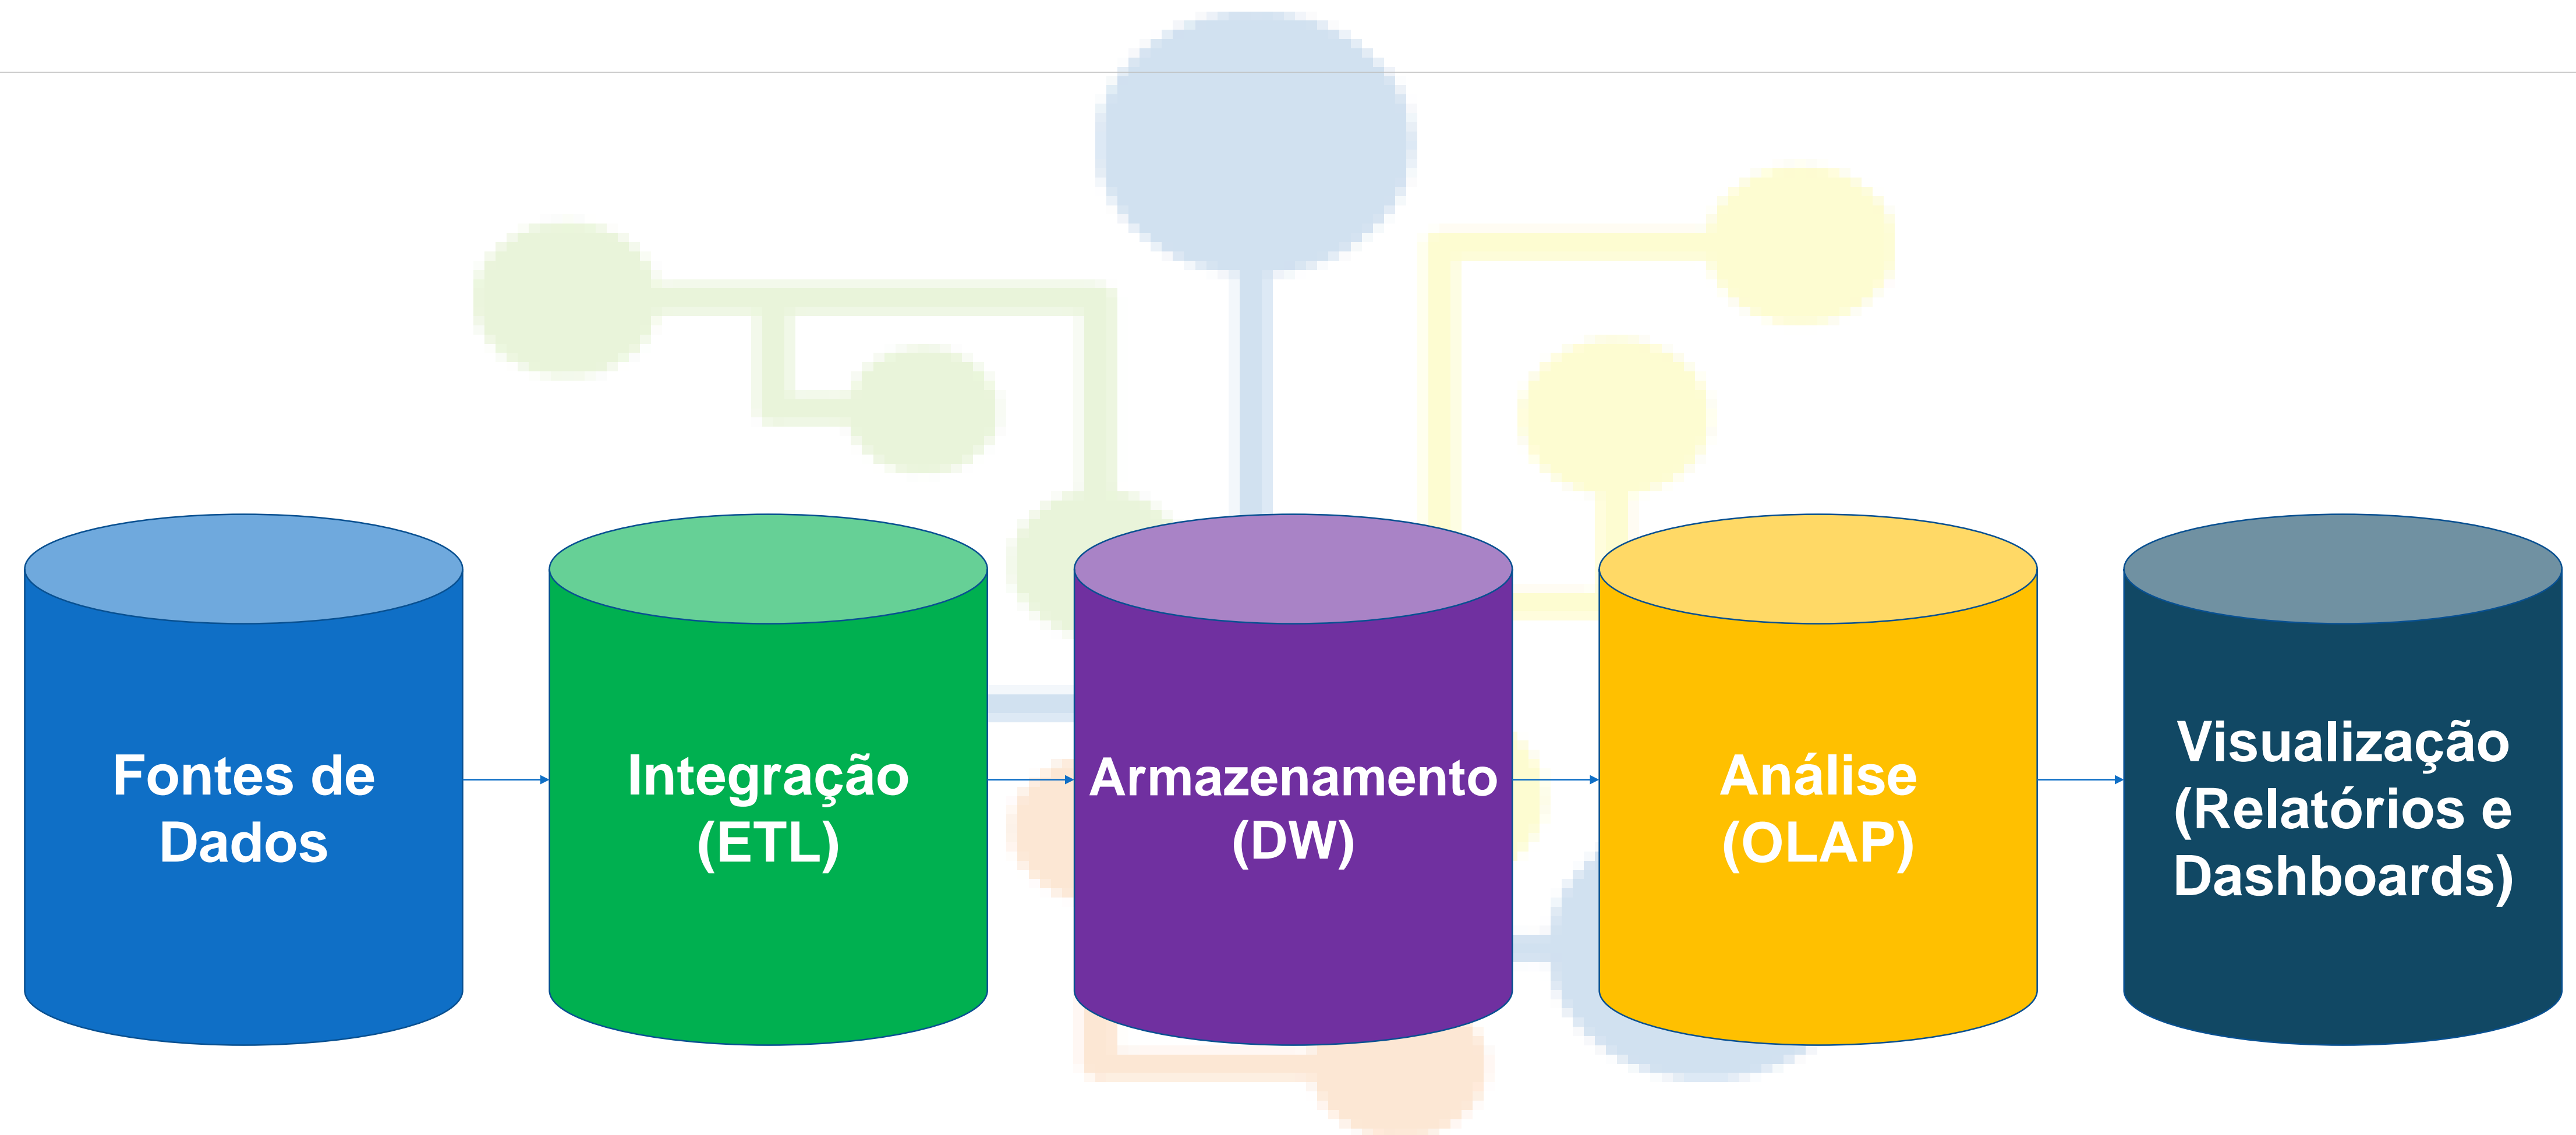 Fontes de
Dados
Integração
(ETL)
Armazenamento
(DW)
Análise
(OLAP)
Visualização
(Relatórios e
Dashboards)